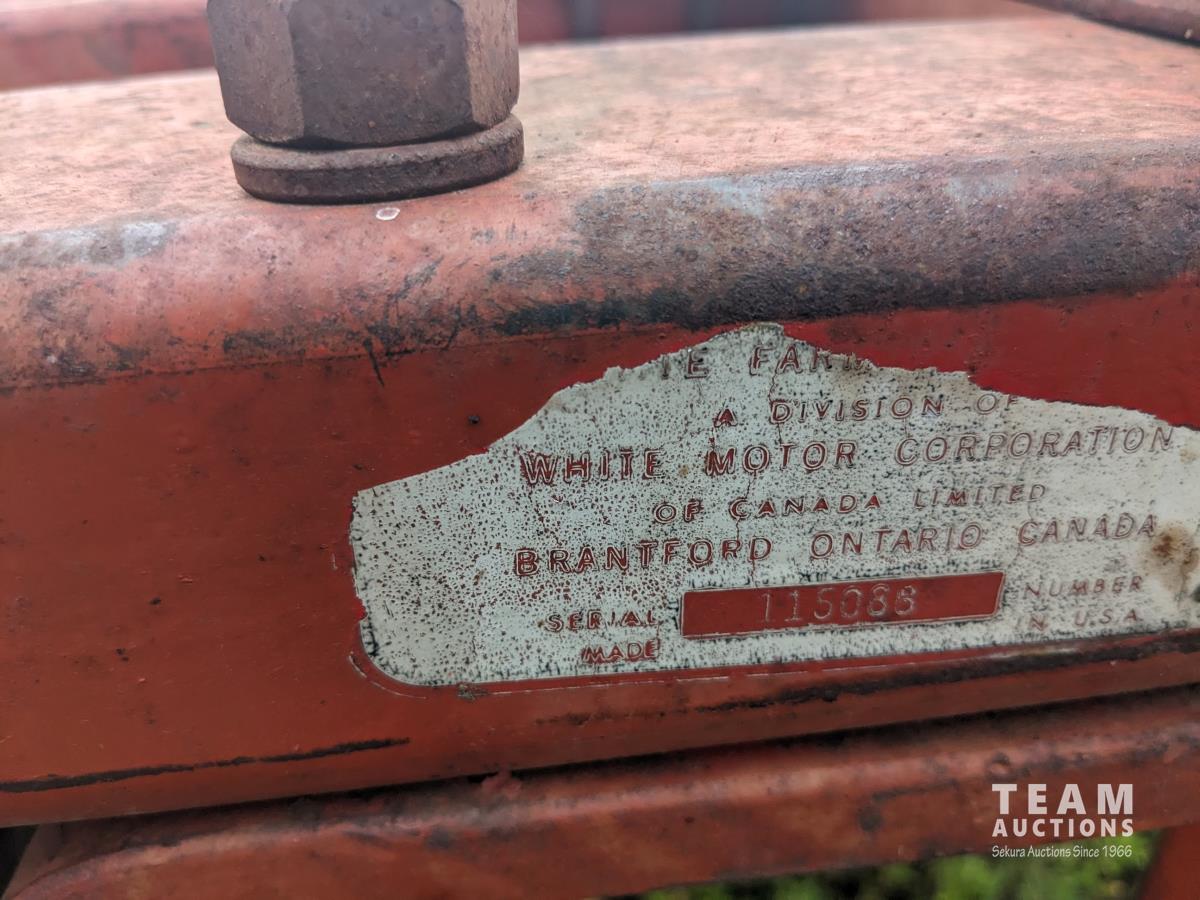 A DIVISION OF
WHITE MOTOR CORPORATION
OF CANADA LIMITED
BRANTFORD ONTARIO CANADA
SERIAL 115088 NUMBER
MADE IN U.S.A
TEAM
AUCTIONS
Sekura Auctions Since 1966